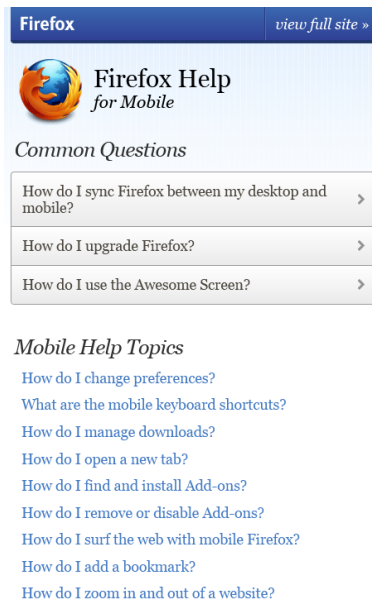 Firefox
view full site »
Firefox Help
for Mobile
Common Questions
How do I sync Firefox between my desktop and
mobile?
How do I upgrade Firefox?
How do I use the Awesome Screen?
Mobile Help Topics
How do I change preferences?
What are the mobile keyboard shortcuts?
How do I manage downloads?
How do I open a new tab?
How do I find and install Add-ons?
How do I remove or disable Add-ons?
How do I surf the web with mobile Firefox?
How do I add a bookmark?
How do I zoom in and out of a website?